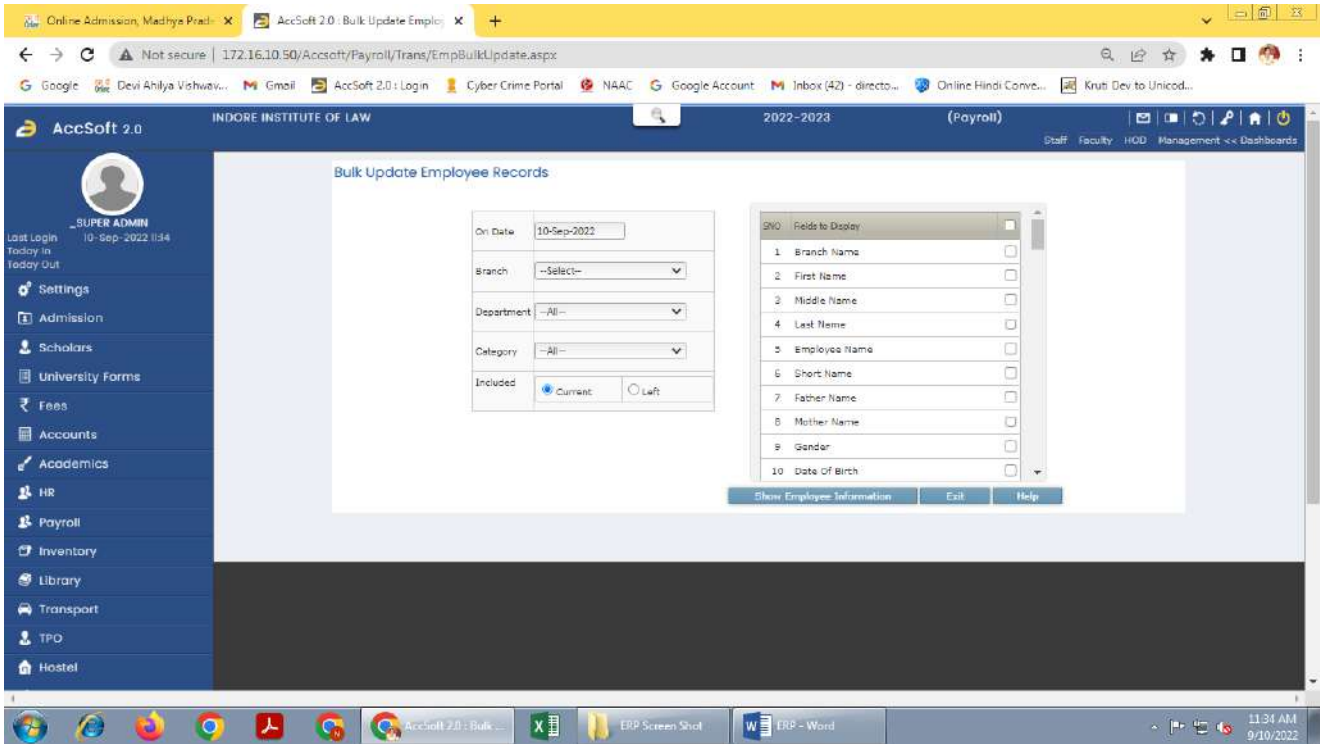 Online Admission, Madhya Prade
AccSoft 2.0 : Bulk Update Employ
Not secure | 172.16.10.50/Accsoft/Payroll/Trans/EmpBulkUpdate.aspx
Google
Devi Ahilya Vishwav...
Gmail
AccSoft 2.0 : Login
Cyber Crime Portal
NAAC
Google Account
Inbox (42) - directo...
Online Hindi Conve...
Kruti Dev to Unicod...
AccSoft 2.0
INDORE INSTITUTE OF LAW
2022-2023
(Payroll)
Staff Faculty HOD Management << Dashboards
_SUPER ADMIN
Last Login 10-Sep-2022 11:34
Today In
Today Out
Settings
Admission
Scholars
University Forms
Fees
Accounts
Academics
HR
Payroll
Inventory
Library
Transport
TPO
Hostel
Bulk Update Employee Records
On Date 10-Sep-2022
Branch --Select--
Department --All--
Category --All--
Included Current Left
SNO Fields to Display
1 Branch Name
2 First Name
3 Middle Name
4 Last Name
5 Employee Name
6 Short Name
7 Father Name
8 Mother Name
9 Gender
10 Date Of Birth
Show Employee Information Exit Help
AccSoft 2.0 : Bulk ...
ERP Screen Shot
ERP - Word
11:34 AM
9/10/2022